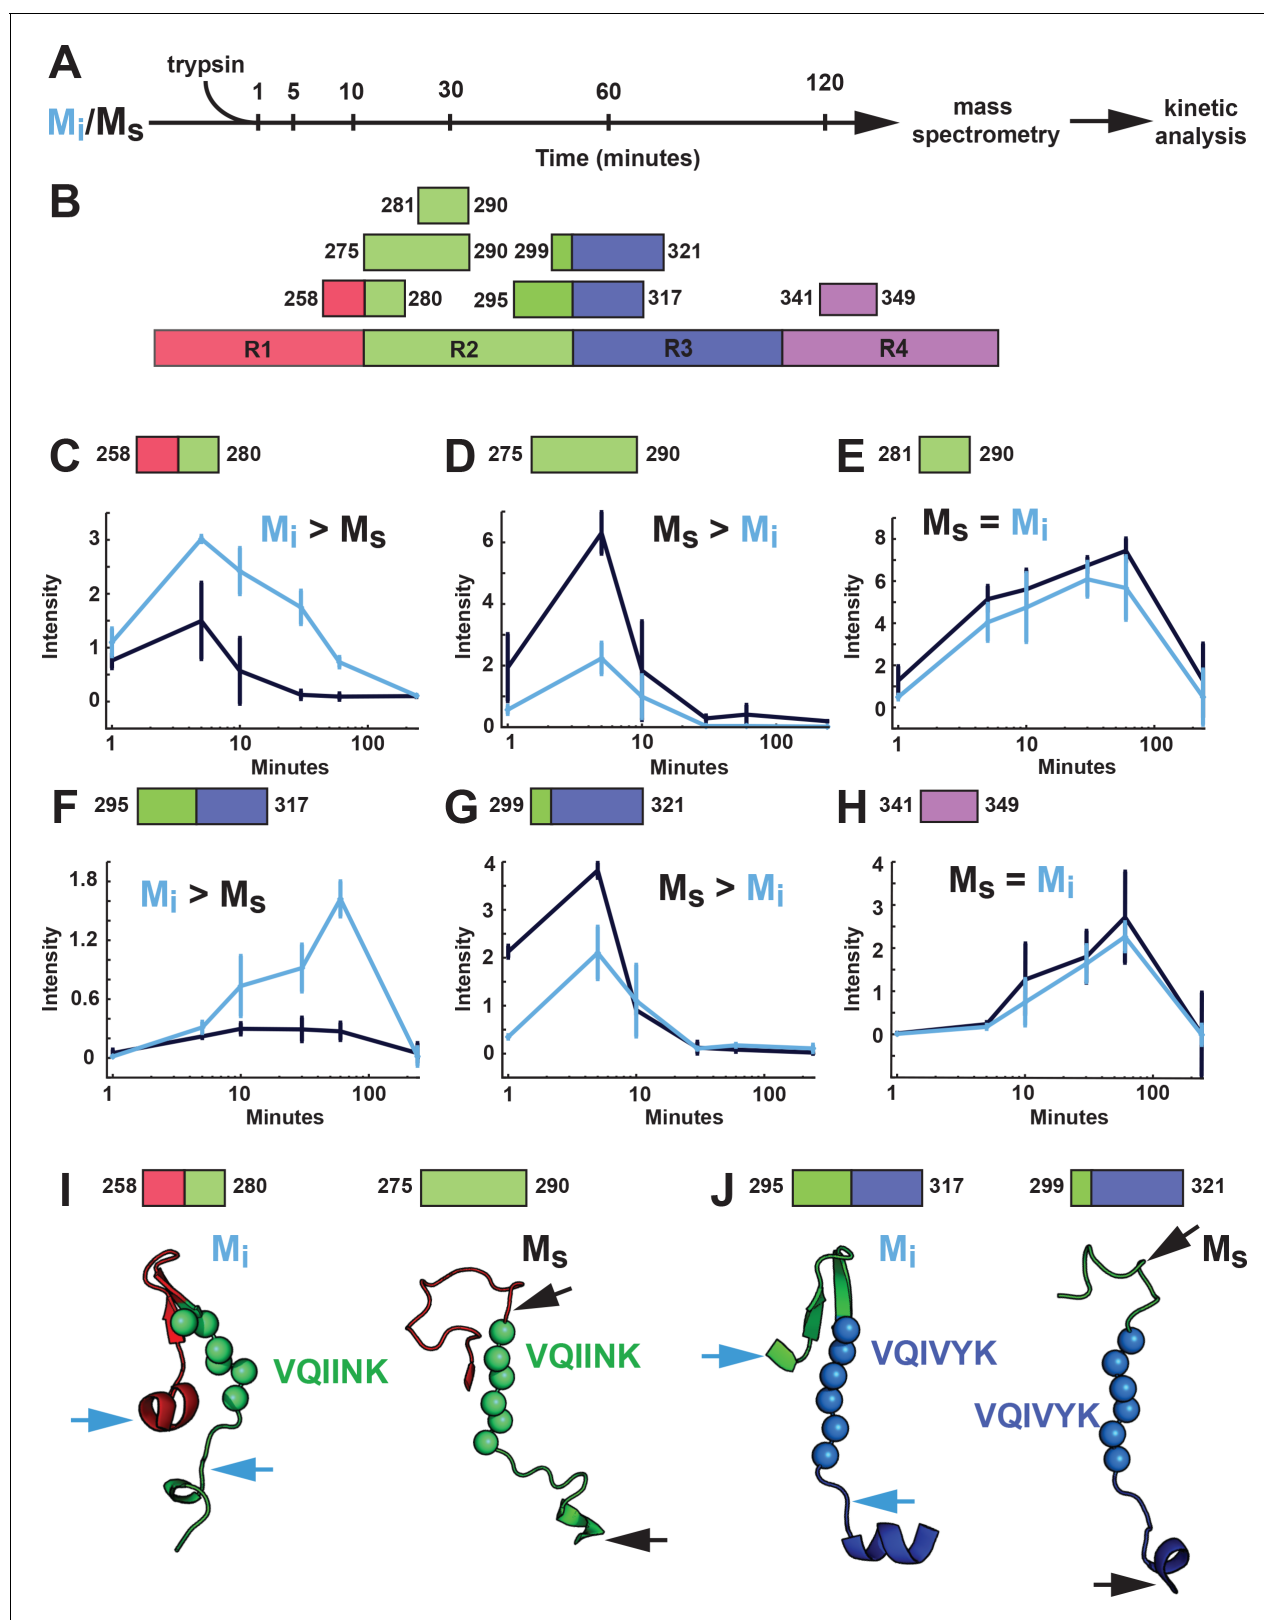 A
trypsin
1 5 10 30 60 120
Mi/Ms
mass spectrometry
kinetic analysis
Time (minutes)
B
281 290
275 290 299 321
258 280 295 317 341 349
R1 R2 R3 R4
C 258 280
Mi > Ms
Intensity
3
2
1
0
1 10 100
Minutes
D 275 290
Ms > Mi
Intensity
6
4
2
0
1 10 100
Minutes
E 281 290
Ms = Mi
Intensity
8
6
4
2
0
1 10 100
Minutes
F 295 317
Mi > Ms
Intensity
1.8
1.2
0.6
0
1 10 100
Minutes
G 299 321
Ms > Mi
Intensity
4
3
2
1
0
1 10 100
Minutes
H 341 349
Ms = Mi
Intensity
4
3
2
1
0
1 10 100
Minutes
I 258 280 275 290
Mi Ms
VQIINK VQIINK
J 295 317 299 321
Mi Ms
VQIVYK
VQIVYK